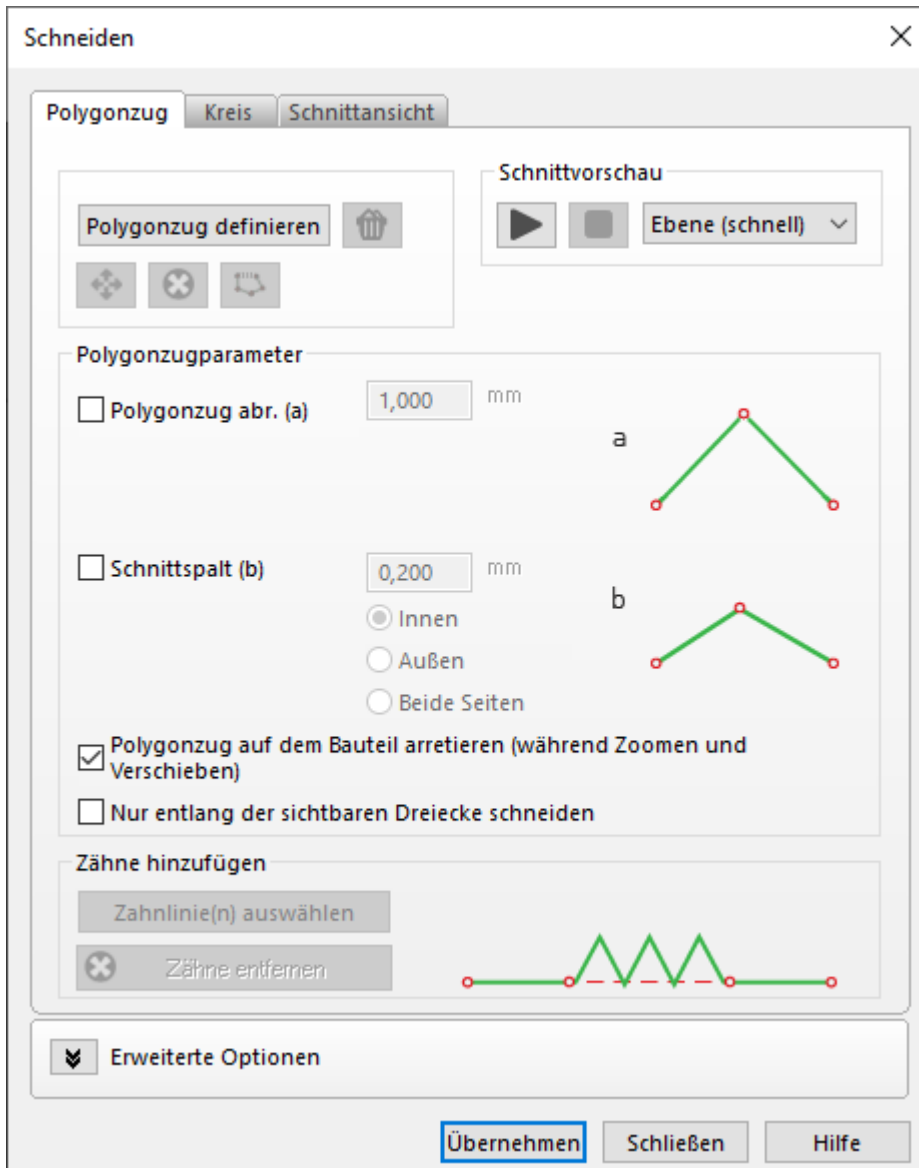 Schneiden
Polygonzug
Kreis
Schnittansicht
Polygonzug definieren
Schnittvorschau
Ebene (schnell)
Polygonzugparameter
Polygonzug abr. (a)
1,000
mm
a
Schnittspalt (b)
0,200
mm
b
Innen
Außen
Beide Seiten
Polygonzug auf dem Bauteil arretieren (während Zoomen und
Verschieben)
Nur entlang der sichtbaren Dreiecke schneiden
Zähne hinzufügen
Zahnlinie(n) auswählen
Zähne entfernen
Erweiterte Optionen
Übernehmen
Schließen
Hilfe